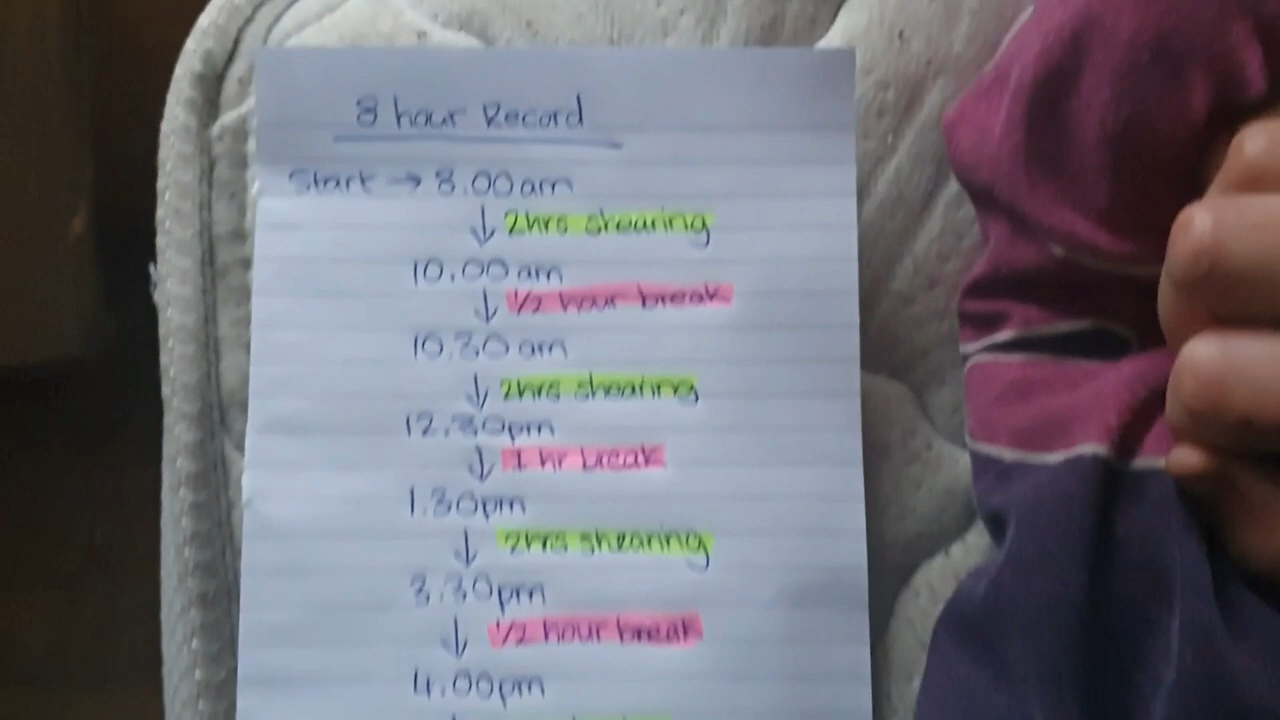 8 hour Record
Start → 8.00am
↓ 2hrs shearing
10.00am
↓ 1/2 hour break
10.30am
↓ 2hrs shearing
12.30pm
↓ 1 hr break
1.30pm
↓ 2hrs shearing
3.30pm
↓ 1/2 hour break
4.00pm